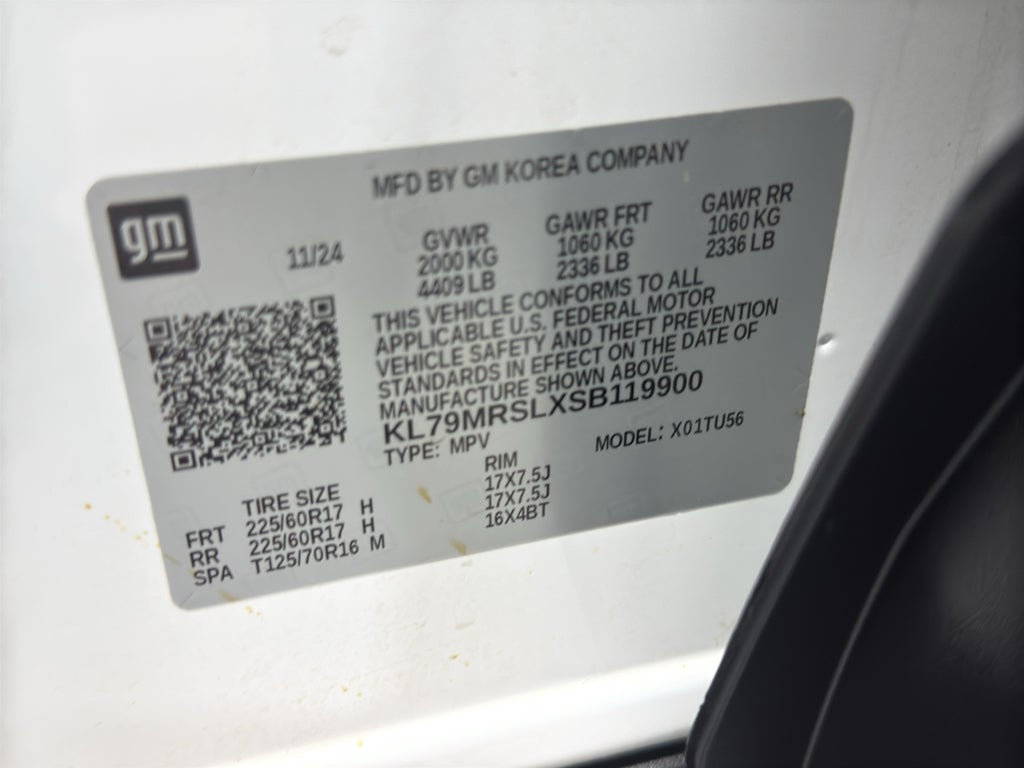 gm
MFD BY GM KOREA COMPANY
11/24
GVWR
2000 KG
4409 LB
GAWR FRT
1060 KG
2336 LB
GAWR RR
1060 KG
2336 LB
THIS VEHICLE CONFORMS TO ALL
APPLICABLE U.S. FEDERAL MOTOR
VEHICLE SAFETY AND THEFT PREVENTION
STANDARDS IN EFFECT ON THE DATE OF
MANUFACTURE SHOWN ABOVE.
KL79MRSLXSB119900
TYPE: MPV
MODEL: X01TU56
TIRE SIZE
RIM
FRT 225/60R17 H 17X7.5J
RR 225/60R17 H 17X7.5J
SPA T125/70R16 M 16X4BT